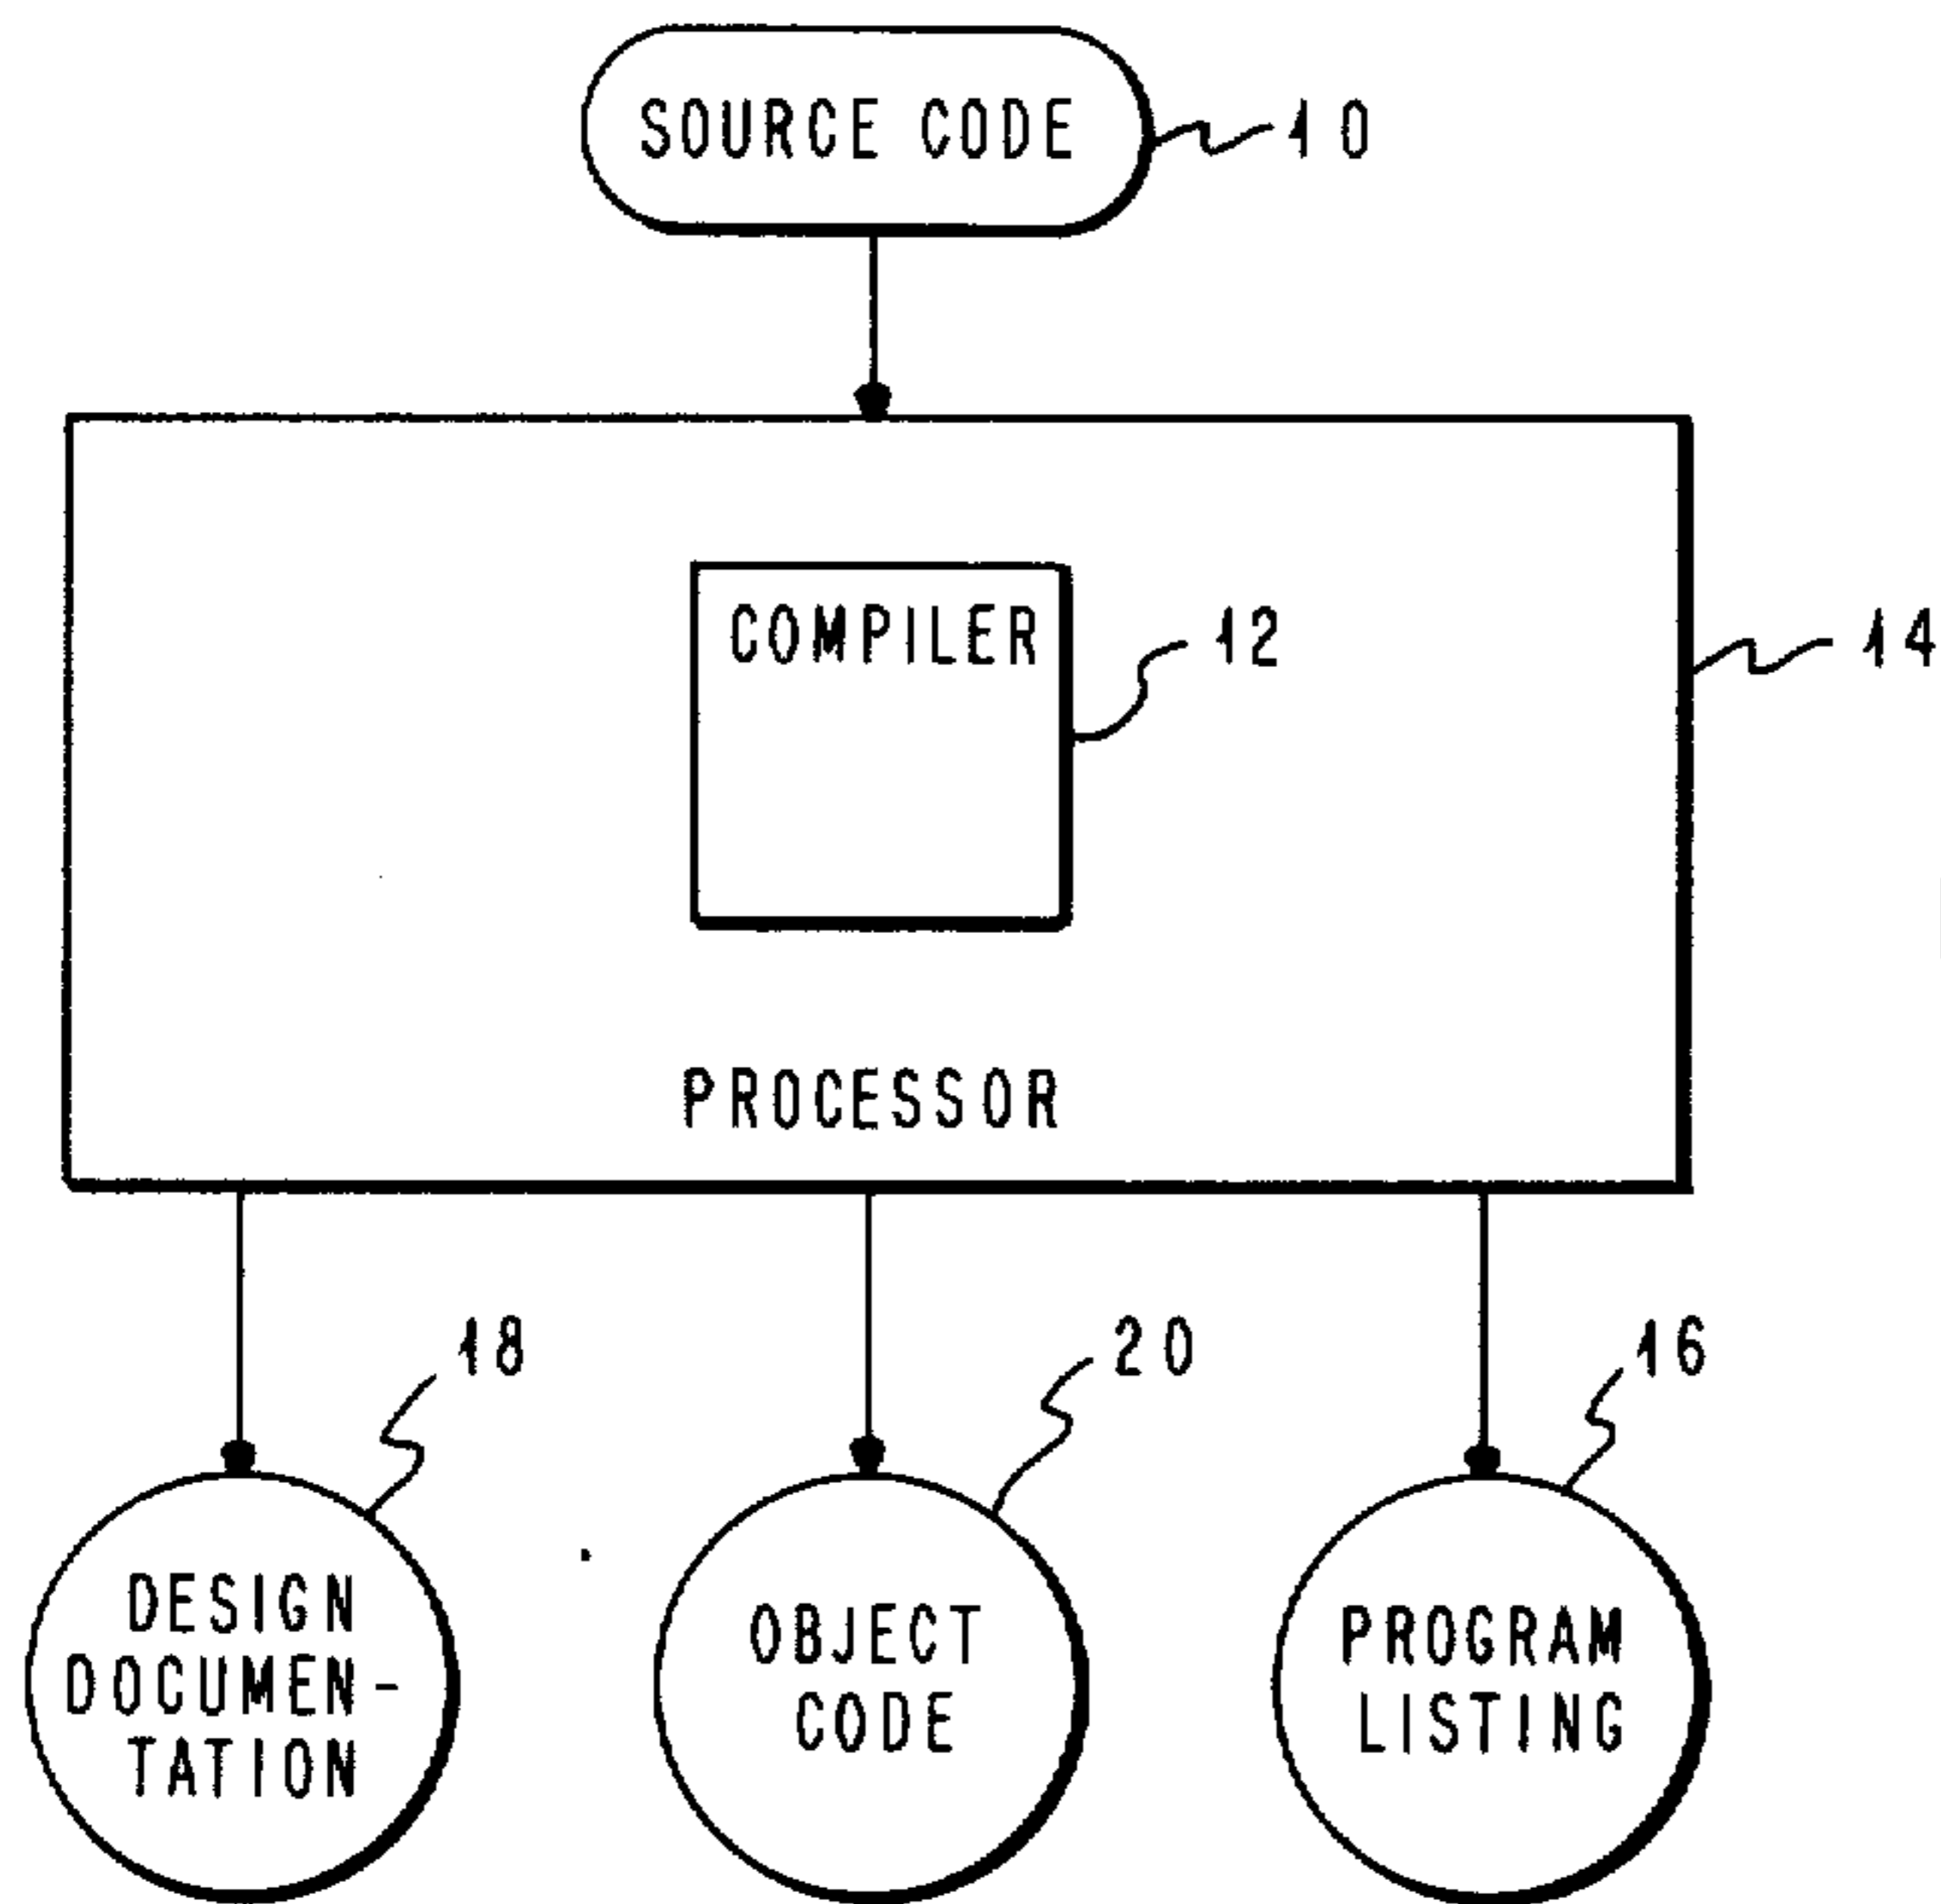 SOURCE CODE
10
COMPILER
12
14
PROCESSOR
18
20
16
DESIGN
DOCUMEN-
TATION
OBJECT
CODE
PROGRAM
LISTING